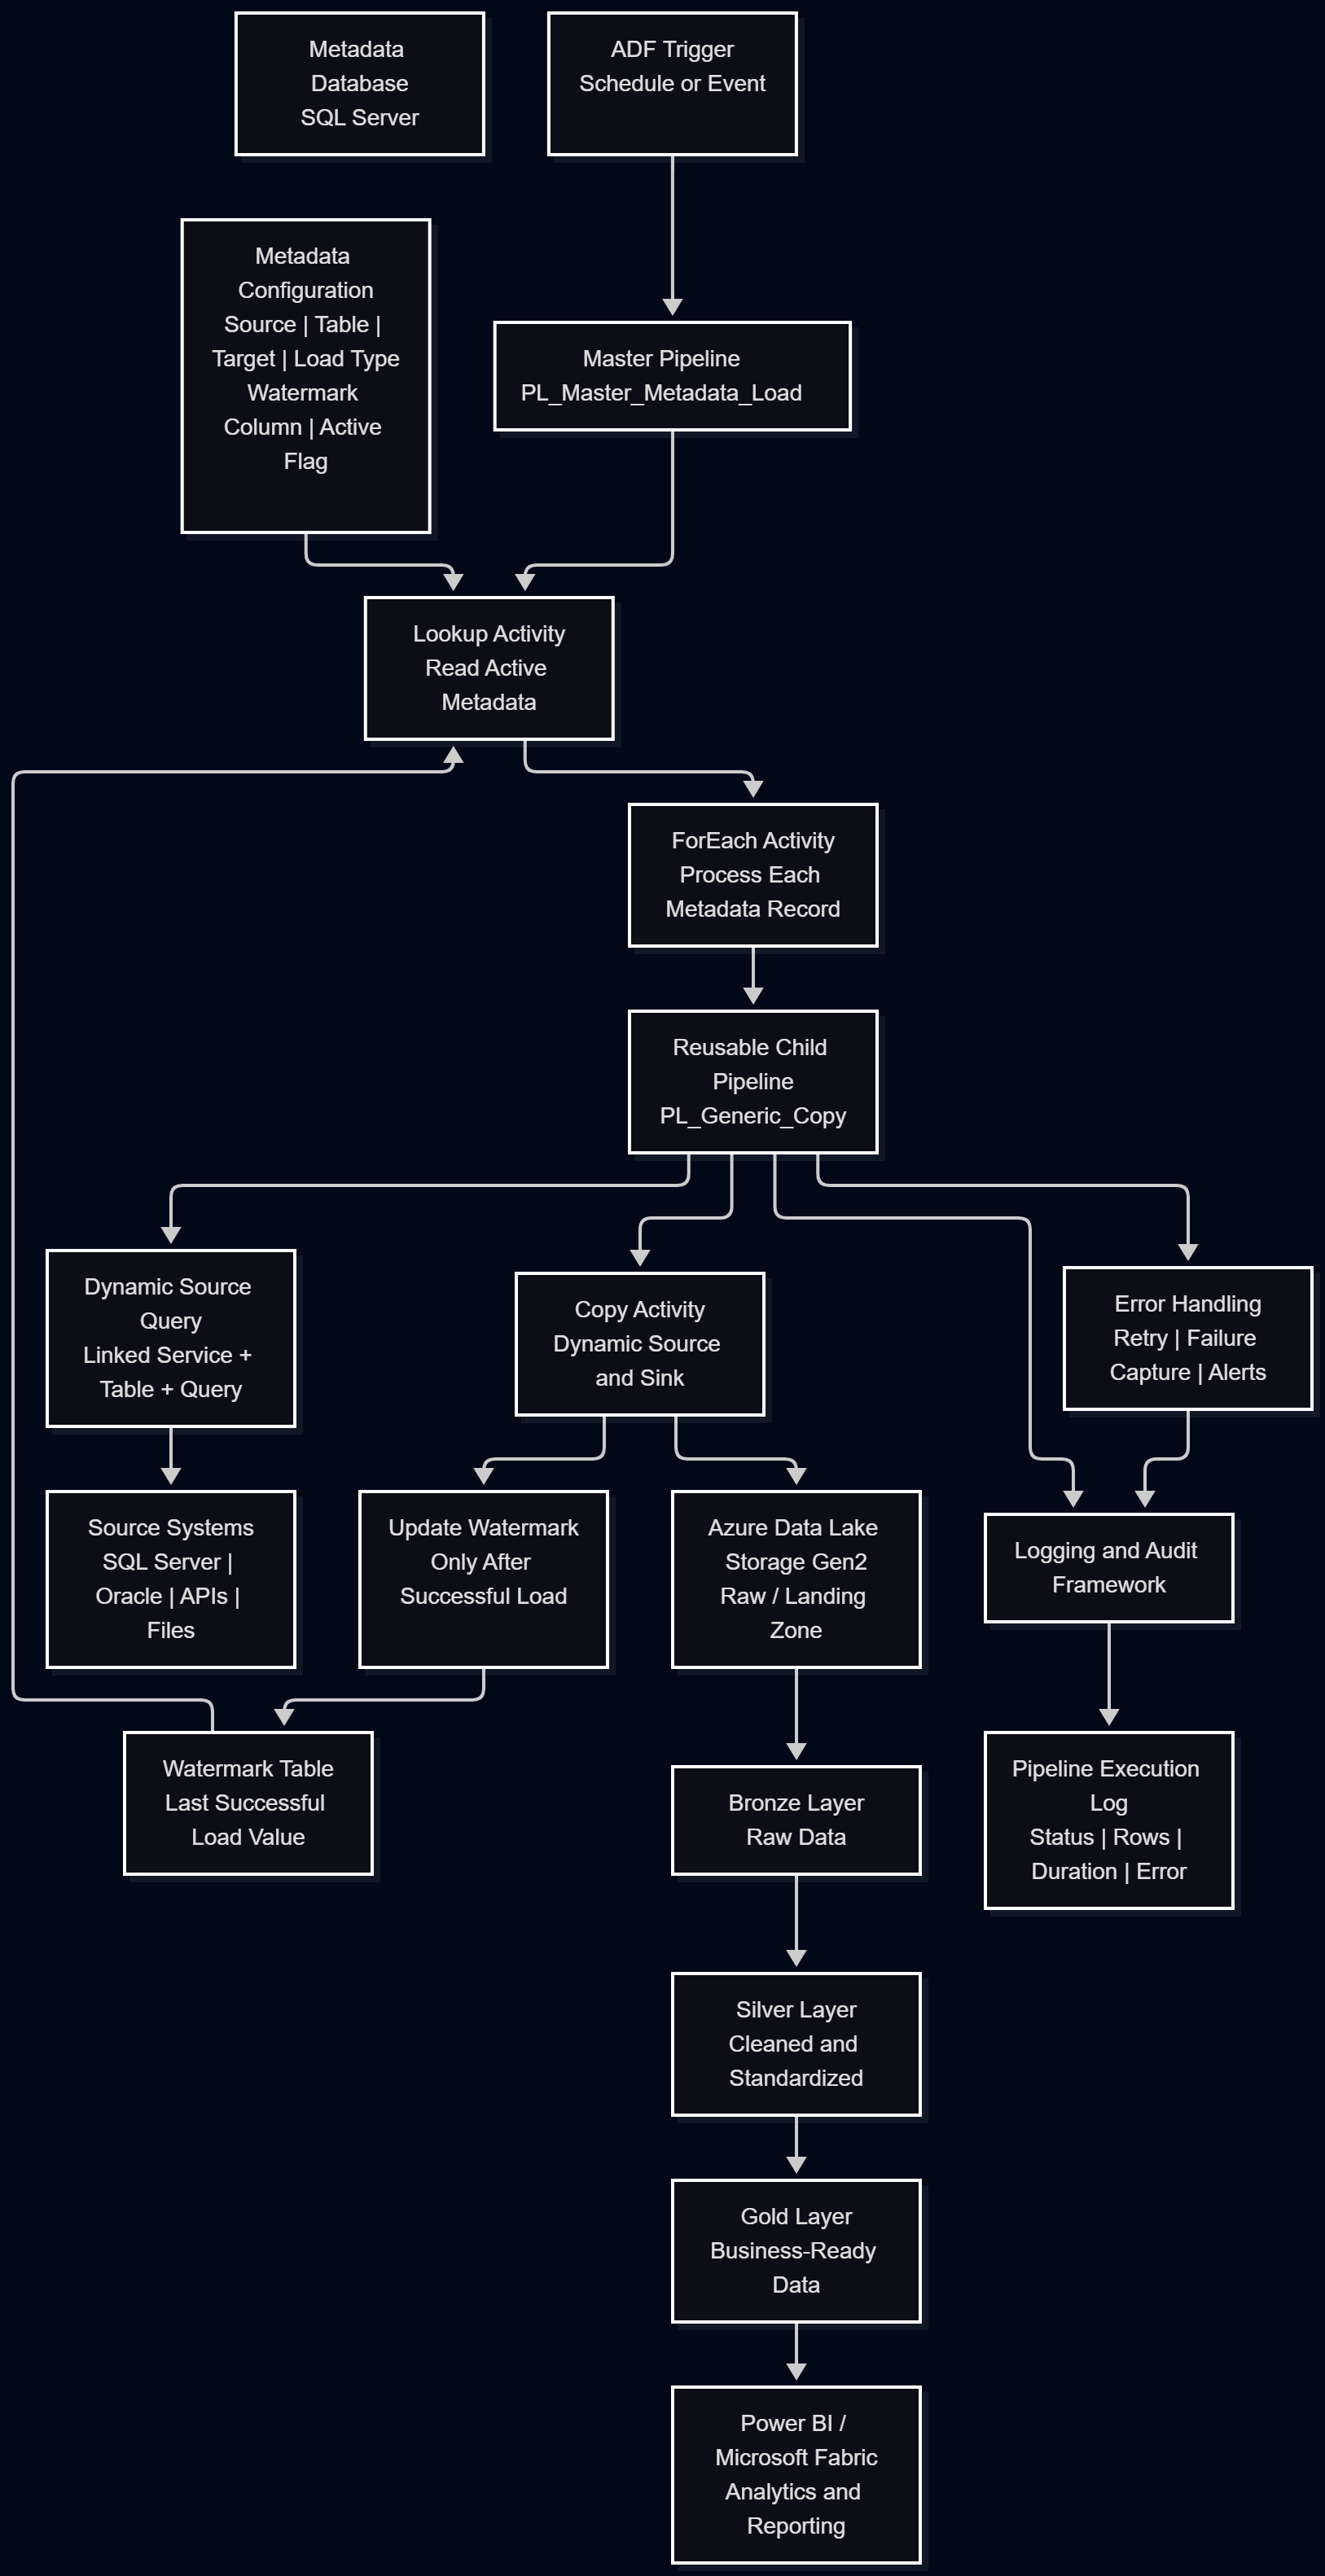 Metadata
Database
SQL Server
ADF Trigger
Schedule or Event
Metadata
Configuration
Source | Table |
Target | Load Type
Watermark
Column | Active
Flag
Master Pipeline
PL_Master_Metadata_Load
Lookup Activity
Read Active
Metadata
ForEach Activity
Process Each
Metadata Record
Reusable Child
Pipeline
PL_Generic_Copy
Dynamic Source
Query
Linked Service +
Table + Query
Copy Activity
Dynamic Source
and Sink
Error Handling
Retry | Failure
Capture | Alerts
Source Systems
SQL Server |
Oracle | APIs |
Files
Update Watermark
Only After
Successful Load
Azure Data Lake
Storage Gen2
Raw / Landing
Zone
Logging and Audit
Framework
Watermark Table
Last Successful
Load Value
Bronze Layer
Raw Data
Pipeline Execution
Log
Status | Rows |
Duration | Error
Silver Layer
Cleaned and
Standardized
Gold Layer
Business-Ready
Data
Power BI /
Microsoft Fabric
Analytics and
Reporting